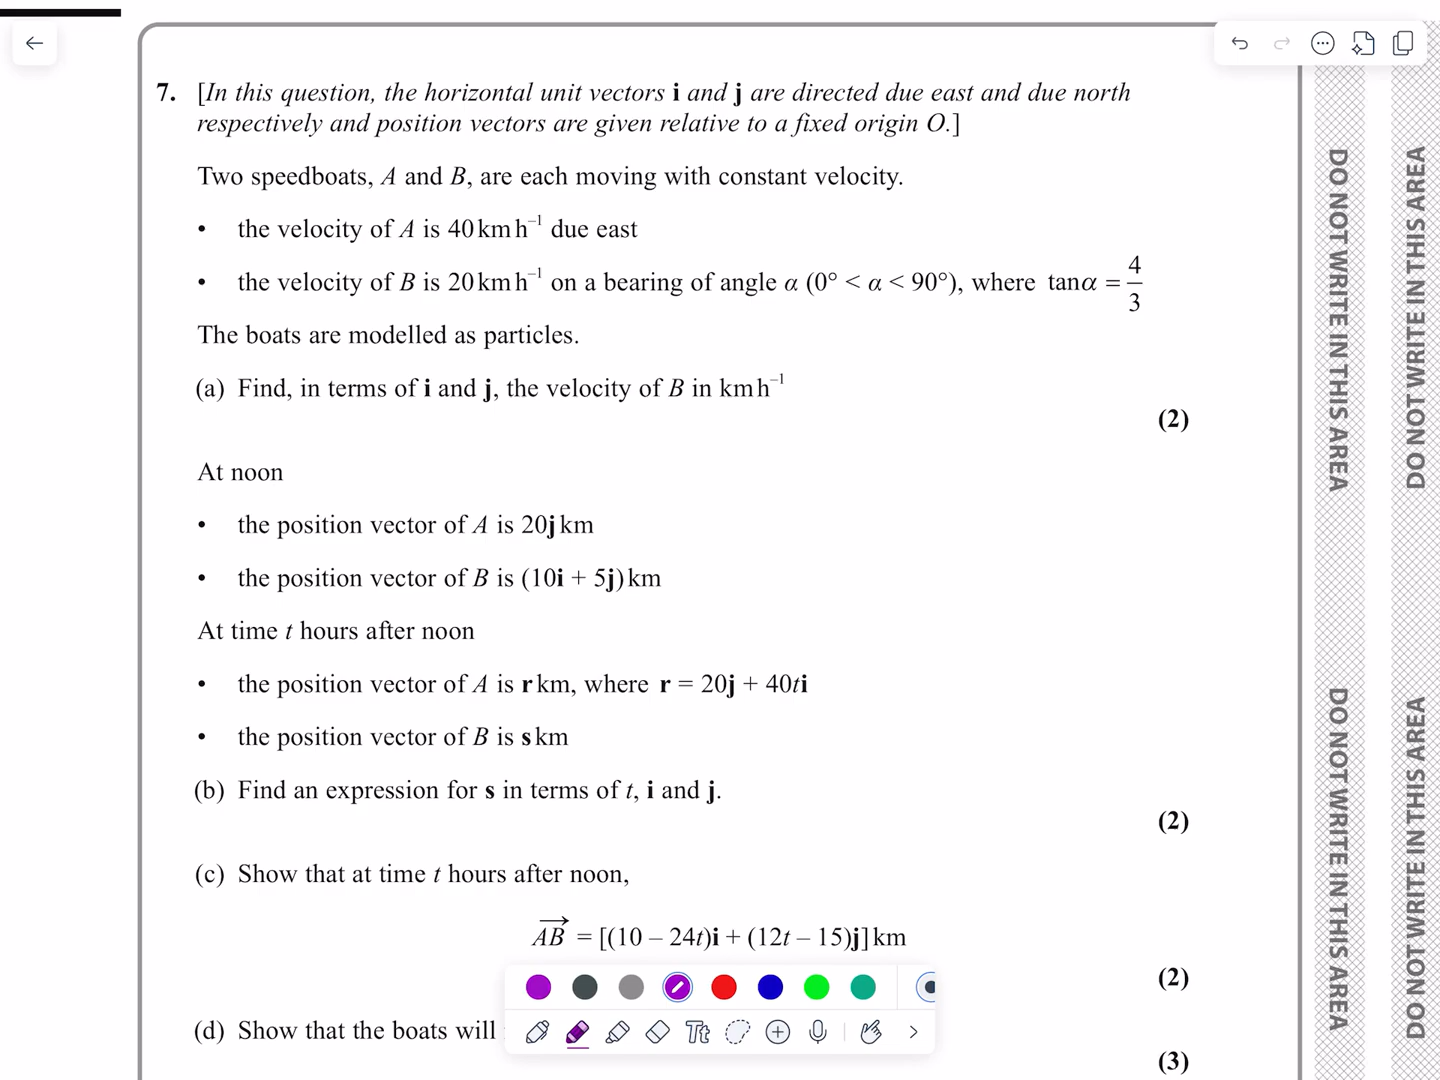 7. [In this question, the horizontal unit vectors i and j are directed due east and due north
respectively and position vectors are given relative to a fixed origin O.]
Two speedboats, A and B, are each moving with constant velocity.
• the velocity of A is 40 km h⁻¹ due east
• the velocity of B is 20 km h⁻¹ on a bearing of angle α (0° < α < 90°), where tanα = 4/3
The boats are modelled as particles.
(a) Find, in terms of i and j, the velocity of B in km h⁻¹
(2)
At noon
• the position vector of A is 20j km
• the position vector of B is (10i + 5j) km
At time t hours after noon
• the position vector of A is r km, where r = 20j + 40ti
• the position vector of B is s km
(b) Find an expression for s in terms of t, i and j.
(2)
(c) Show that at time t hours after noon,
AB⃗ = [(10 – 24t)i + (12t – 15)j] km
(2)
(d) Show that the boats will
(3)
Tt
DO NOT WRITE IN THIS AREA
DO NOT WRITE IN THIS AREA
DO NOT WRITE IN THIS AREA
DO NOT WRITE IN THIS AREA